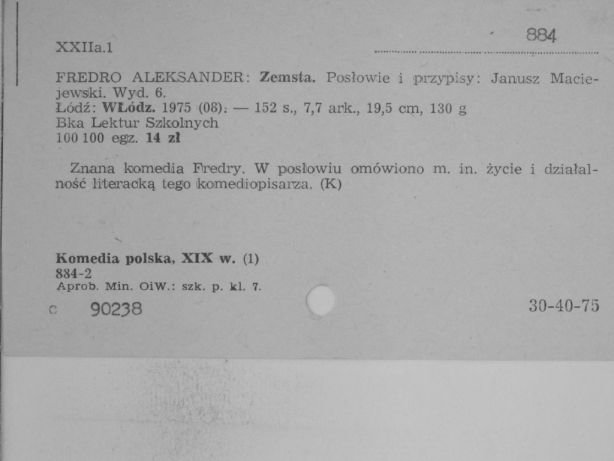 884
XXIIa.1
FREDRO ALEKSANDER: Zemsta. Posłowie i przypisy: Janusz Macie-
jewski. Wyd. 6.
Łódź: WŁódz. 1975 (08). — 152 s., 7,7 ark., 19,5 cm, 130 g
Bka Lektur Szkolnych
100 100 egz. 14 zł
Znana komedia Fredry. W posłowiu omówiono m. in. życie i działal-
ność literacką tego komediopisarza. (K)
Komedia polska, XIX w. (1)
884-2
Aprob. Min. OiW.: szk. p. kl. 7.
c 90238
30-40-75